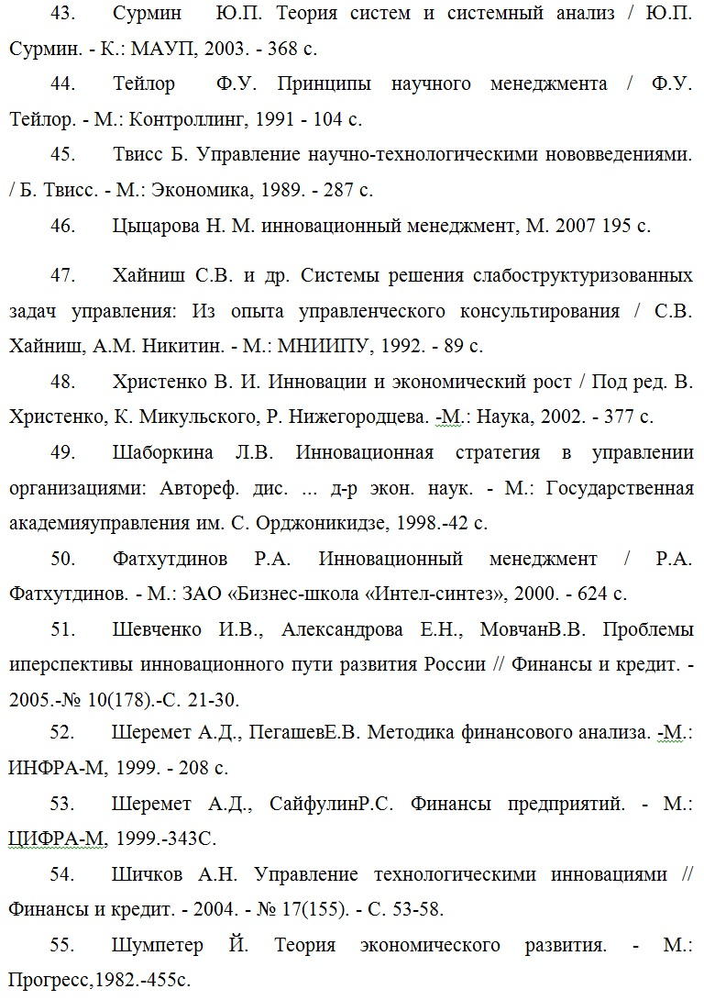 43. Сурмин Ю.П. Теория систем и системный анализ / Ю.П.
Сурмин. - К.: МАУП, 2003. - 368 с.
44. Тейлор Ф.У. Принципы научного менеджмента / Ф.У.
Тейлор. - М.: Контроллинг, 1991 - 104 с.
45. Твисс Б. Управление научно-технологическими нововведениями.
/ Б. Твисс. - М.: Экономика, 1989. - 287 с.
46. Цыцарова Н. М. инновационный менеджмент, М. 2007 195 с.
47. Хайниш С.В. и др. Системы решения слабоструктуризованных
задач управления: Из опыта управленческого консультирования / С.В.
Хайниш, А.М. Никитин. - М.: МНИИПУ, 1992. - 89 с.
48. Христенко В. И. Инновации и экономический рост / Под ред. В.
Христенко, К. Микульского, Р. Нижегородцева. -М.: Наука, 2002. - 377 с.
49. Шаборкина Л.В. Инновационная стратегия в управлении
организациями: Автореф. дис. ... д-р экон. наук. - М.: Государственная
академияуправления им. С. Орджоникидзе, 1998.-42 с.
50. Фатхутдинов Р.А. Инновационный менеджмент / Р.А.
Фатхутдинов. - М.: ЗАО «Бизнес-школа «Интел-синтез», 2000. - 624 с.
51. Шевченко И.В., Александрова Е.Н., МовчанВ.В. Проблемы
иперспективы инновационного пути развития России // Финансы и кредит. -
2005.-№ 10(178).-С. 21-30.
52. Шеремет А.Д., ПегашевЕ.В. Методика финансового анализа. -М.:
ИНФРА-М, 1999. - 208 с.
53. Шеремет А.Д., СайфулинР.С. Финансы предприятий. - М.:
ЦИФРА-М, 1999.-343С.
54. Шичков А.Н. Управление технологическими инновациями //
Финансы и кредит. - 2004. - № 17(155). - С. 53-58.
55. Шумпетер Й. Теория экономического развития. - М.:
Прогресс,1982.-455с.